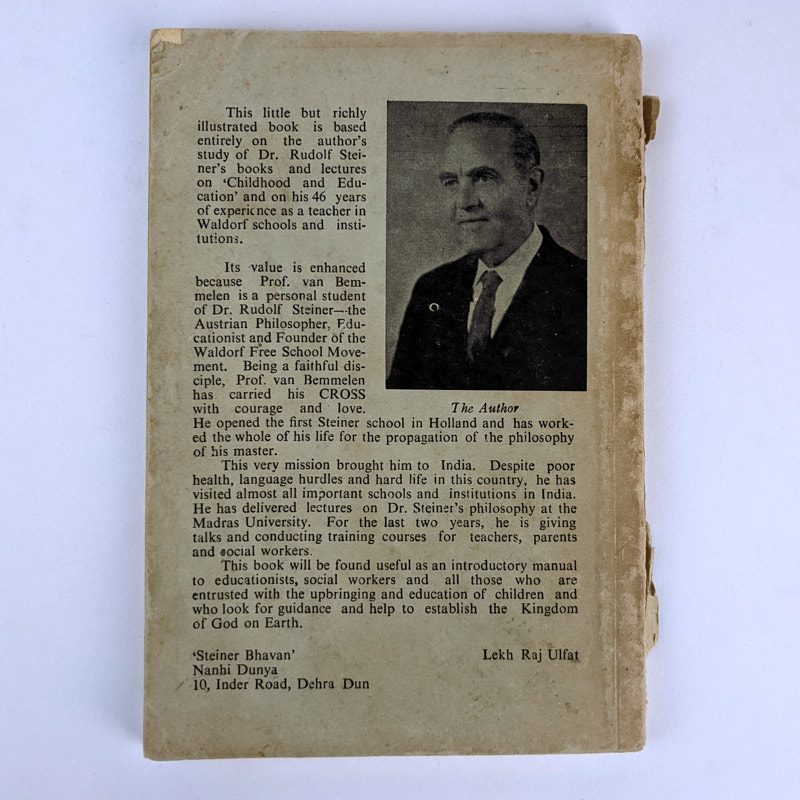 This little but richly
illustrated book is based
entirely on the author's
study of Dr. Rudolf Stei-
ner's books and lectures
on 'Childhood and Edu-
cation' and on his 46 years
of experience as a teacher in
Waldorf schools and insti-
tutions.
Its value is enhanced
because Prof. van Bem-
melen is a personal student
of Dr. Rudolf Steiner—the
Austrian Philosopher, Edu-
cationist and Founder of the
Waldorf Free School Move-
ment. Being a faithful dis-
ciple, Prof. van Bemmelen
has carried his CROSS
with courage and love.
The Author
He opened the first Steiner school in Holland and has work-
ed the whole of his life for the propagation of the philosophy
of his master.
This very mission brought him to India. Despite poor
health, language hurdles and hard life in this country, he has
visited almost all important schools and institutions in India.
He has delivered lectures on Dr. Steiner's philosophy at the
Madras University. For the last two years, he is giving
talks and conducting training courses for teachers, parents
and social workers.
This book will be found useful as an introductory manual
to educationists, social workers and all those who are
entrusted with the upbringing and education of children and
who look for guidance and help to establish the Kingdom
of God on Earth.
'Steiner Bhavan'
Nanhi Dunya
10, Inder Road, Dehra Dun
Lekh Raj Ulfat